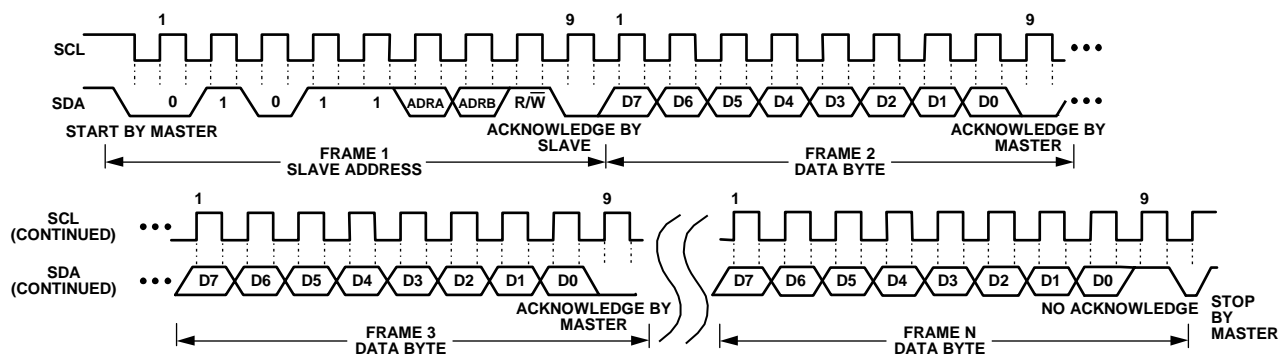 1 9 1 9
SCL
SDA 0 1 0 1 1 ADRA ADRB R/W D7 D6 D5 D4 D3 D2 D1 D0
START BY MASTER
ACKNOWLEDGE BY
SLAVE
ACKNOWLEDGE BY
MASTER
FRAME 1
SLAVE ADDRESS
FRAME 2
DATA BYTE
1 9 1 9
SCL
(CONTINUED)
SDA
(CONTINUED)
D7 D6 D5 D4 D3 D2 D1 D0 D7 D6 D5 D4 D3 D2 D1 D0
ACKNOWLEDGE BY
MASTER
NO ACKNOWLEDGE
STOP
BY
MASTER
FRAME 3
DATA BYTE
FRAME N
DATA BYTE